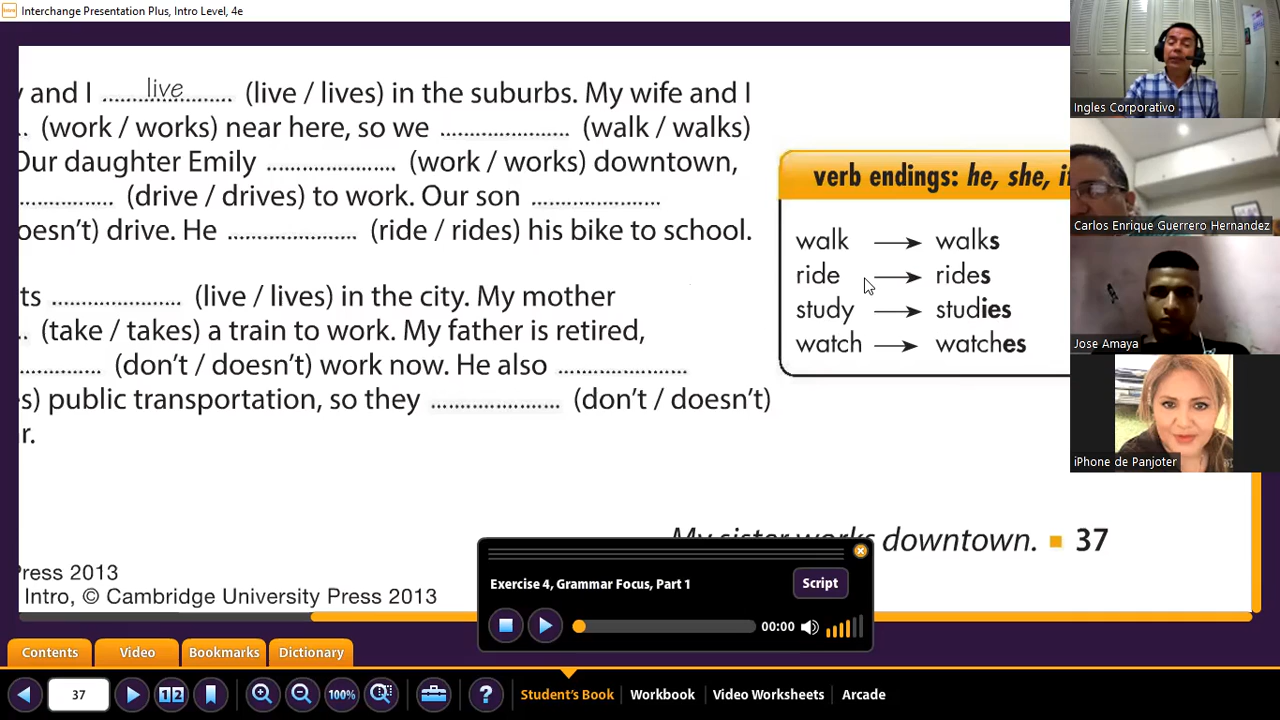 Interchange Presentation Plus, Intro Level, 4e
y and I ....live.... (live / lives) in the suburbs. My wife and I
.. (work / works) near here, so we ...................... (walk / walks)
Our daughter Emily ...................... (work / works) downtown,
................ (drive / drives) to work. Our son ......................
oesn't) drive. He ...................... (ride / rides) his bike to school.
ts ...................... (live / lives) in the city. My mother
.. (take / takes) a train to work. My father is retired,
.............. (don't / doesn't) work now. He also ......................
s) public transportation, so they ...................... (don't / doesn't)
r.
verb endings: he, she, i
walk → walks
ride → rides
study → studies
watch → watches
My sister works downtown. ■ 37
Press 2013
Intro, © Cambridge University Press 2013
Exercise 4, Grammar Focus, Part 1
Script
00:00
Contents
Video
Bookmarks
Dictionary
37
1 2
100%
?
Student's Book
Workbook
Video Worksheets
Arcade
Ingles Corporativo
Carlos Enrique Guerrero Hernandez
Jose Amaya
iPhone de Panjoter